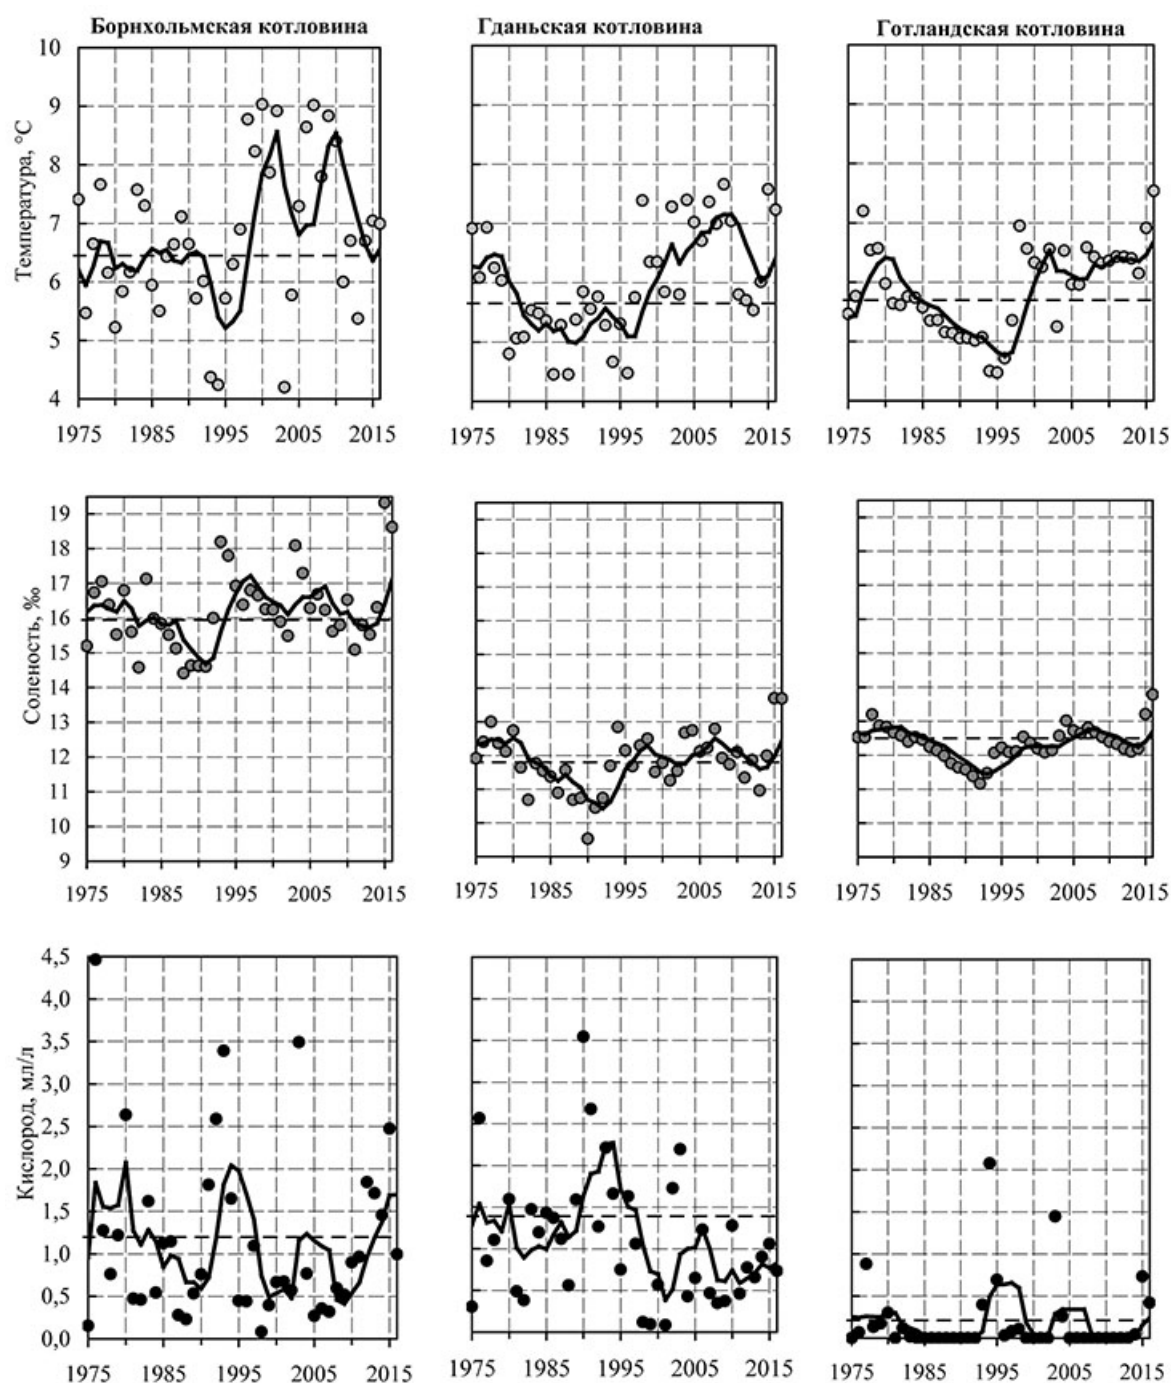 Борнхольмская котловина Гданьская котловина Готландская котловина
Температура, °C
10
9
8
7
6
5
4
1975 1985 1995 2005 2015
1975 1985 1995 2005 2015
1975 1985 1995 2005 2015
Соленость, ‰
19
18
17
16
15
14
13
12
11
10
9
1975 1985 1995 2005 2015
1975 1985 1995 2005 2015
1975 1985 1995 2005 2015
Кислород, мл/л
4,5
4,0
3,5
3,0
2,5
2,0
1,5
1,0
0,5
0,0
1975 1985 1995 2005 2015
1975 1985 1995 2005 2015
1975 1985 1995 2005 2015